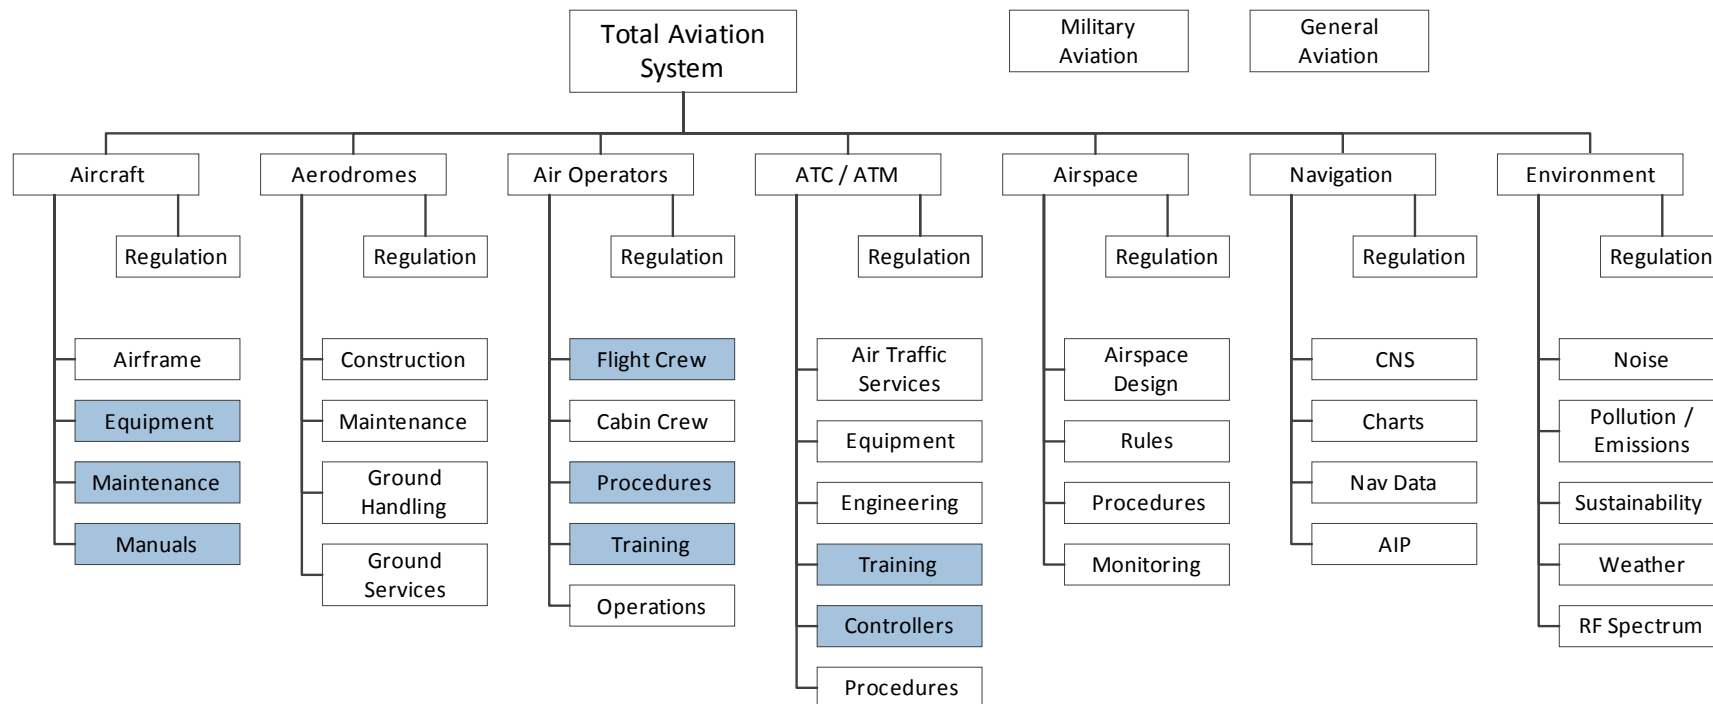 Total Aviation
System
Military
Aviation
General
Aviation
Aircraft
Aerodromes
Air Operators
ATC / ATM
Airspace
Navigation
Environment
Regulation
Regulation
Regulation
Regulation
Regulation
Regulation
Regulation
Airframe
Equipment
Maintenance
Manuals
Construction
Maintenance
Ground
Handling
Ground
Services
Flight Crew
Cabin Crew
Procedures
Training
Operations
Air Traffic
Services
Equipment
Engineering
Training
Controllers
Procedures
Airspace
Design
Rules
Procedures
Monitoring
CNS
Charts
Nav Data
AIP
Noise
Pollution /
Emissions
Sustainability
Weather
RF Spectrum